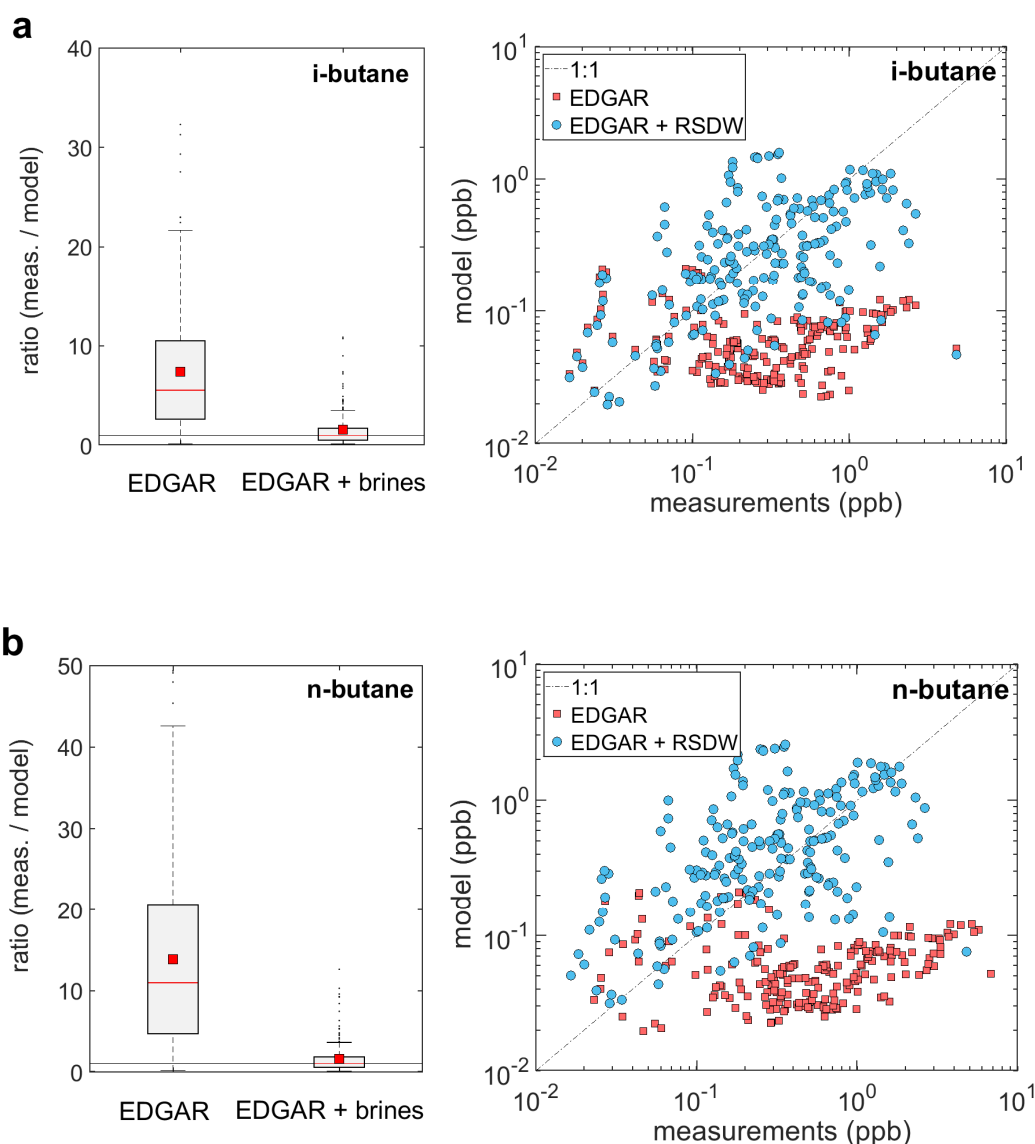 a
i-butane
ratio (meas. / model)
40
30
20
10
0
EDGAR
EDGAR + brines
i-butane
1:1
EDGAR
EDGAR + RSDW
model (ppb)
10^1
10^0
10^-1
10^-2
10^-2
10^-1
10^0
10^1
measurements (ppb)
b
n-butane
ratio (meas. / model)
50
40
30
20
10
0
EDGAR
EDGAR + brines
n-butane
1:1
EDGAR
EDGAR + RSDW
model (ppb)
10^1
10^0
10^-1
10^-2
10^-2
10^-1
10^0
10^1
measurements (ppb)